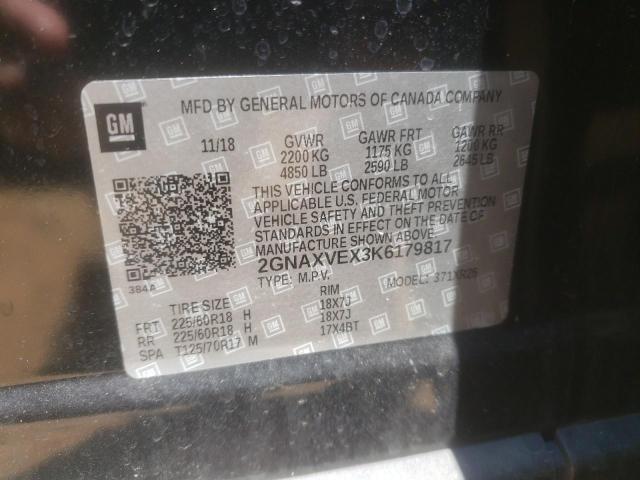 MFD BY GENERAL MOTORS OF CANADA COMPANY
GM
11/18 GVWR GAWR FRT GAWR RR
2200 KG 1175 KG 1200 KG
4850 LB 2590 LB 2645 LB
THIS VEHICLE CONFORMS TO ALL
APPLICABLE U.S. FEDERAL MOTOR
VEHICLE SAFETY AND THEFT PREVENTION
STANDARDS IN EFFECT ON THE DATE OF
MANUFACTURE SHOWN ABOVE.
2GNAXVEX3K6179817
TYPE: M.P.V. MODEL: 371XR26
384A
TIRE SIZE RIM
FRT 225/60R18 H 18X7J
RR 225/60R18 H 18X7J
SPA T125/70R17 M 17X4BT